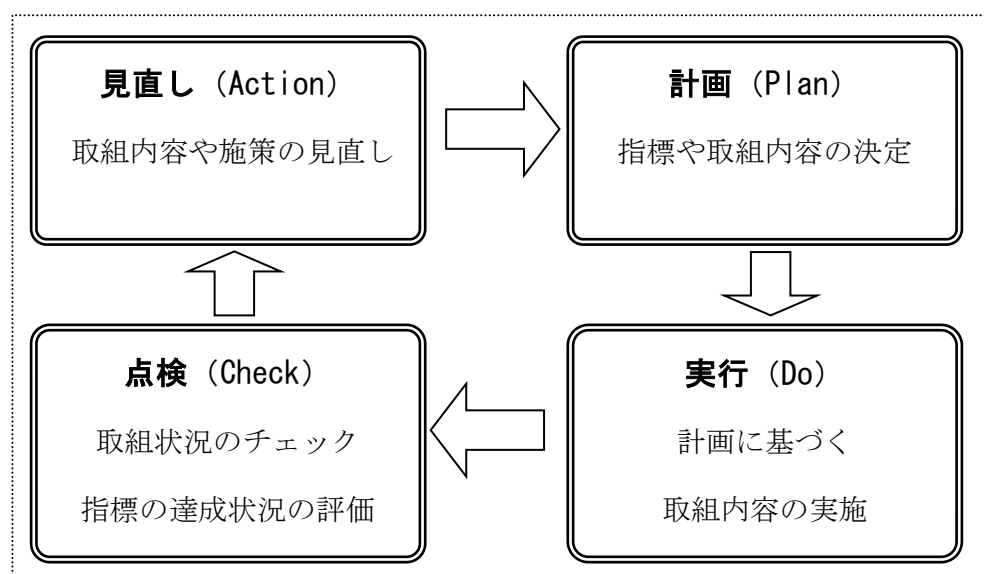 見直し（Action）
取組内容や施策の見直し
計画（Plan）
指標や取組内容の決定
点検（Check）
取組状況のチェック
指標の達成状況の評価
実行（Do）
計画に基づく
取組内容の実施